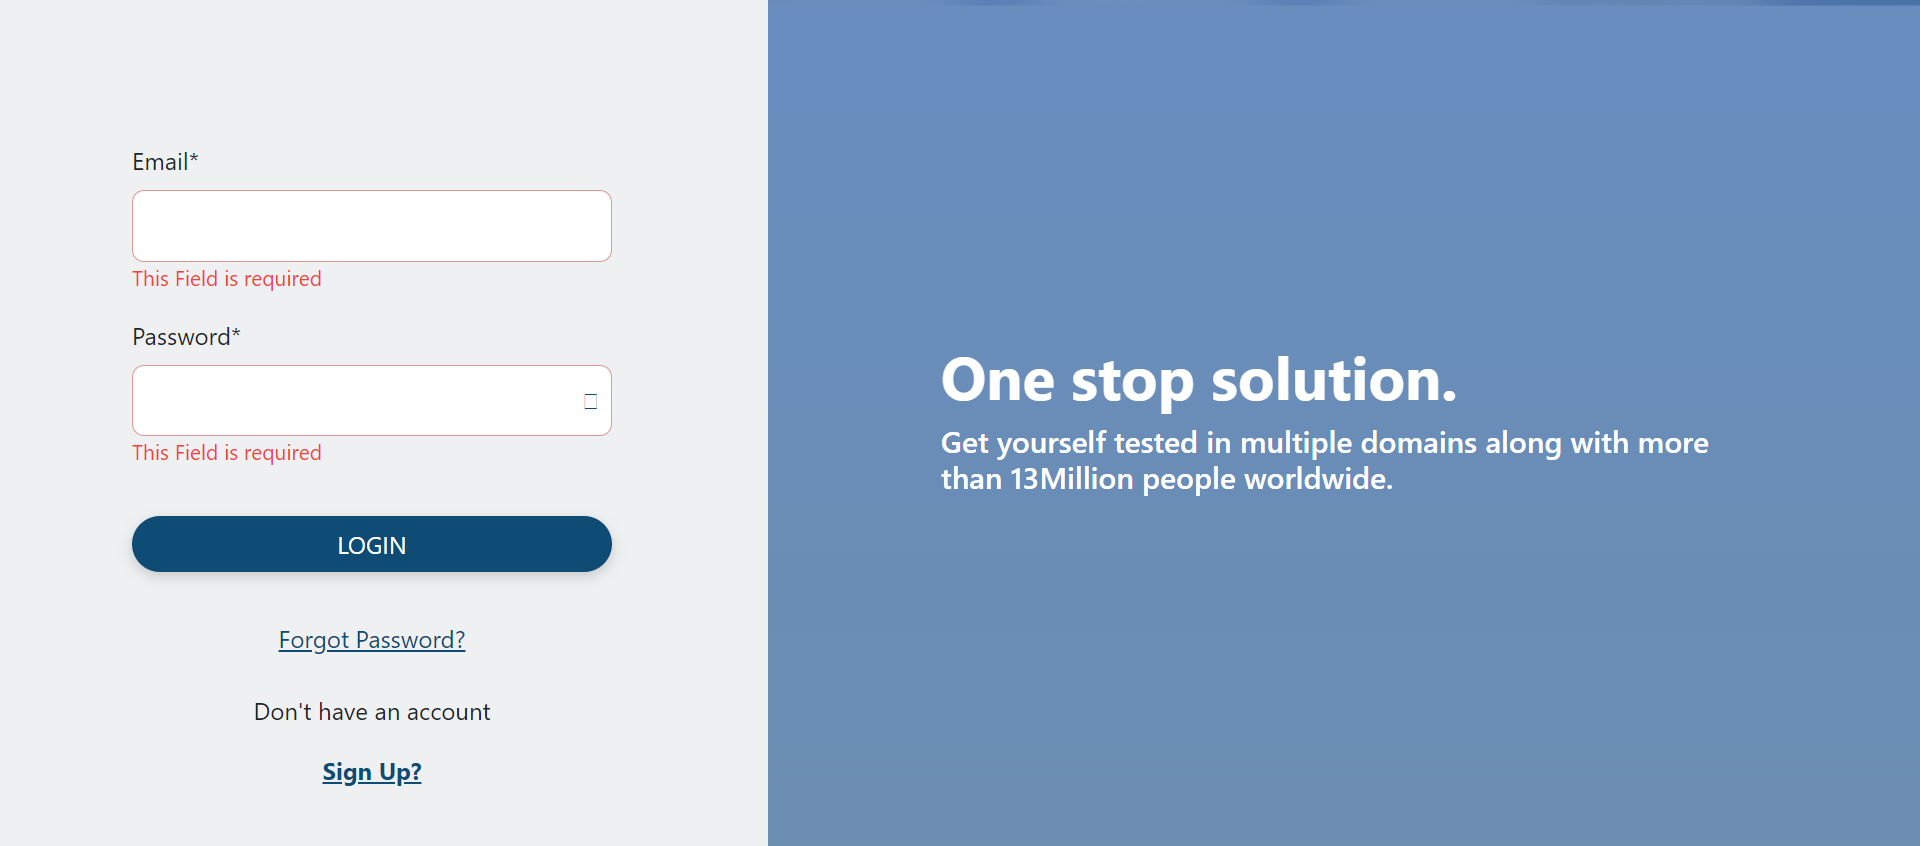 Email*
This Field is required
Password*
This Field is required
LOGIN
Forgot Password?
Don't have an account
Sign Up?
One stop solution.
Get yourself tested in multiple domains along with more
than 13Million people worldwide.